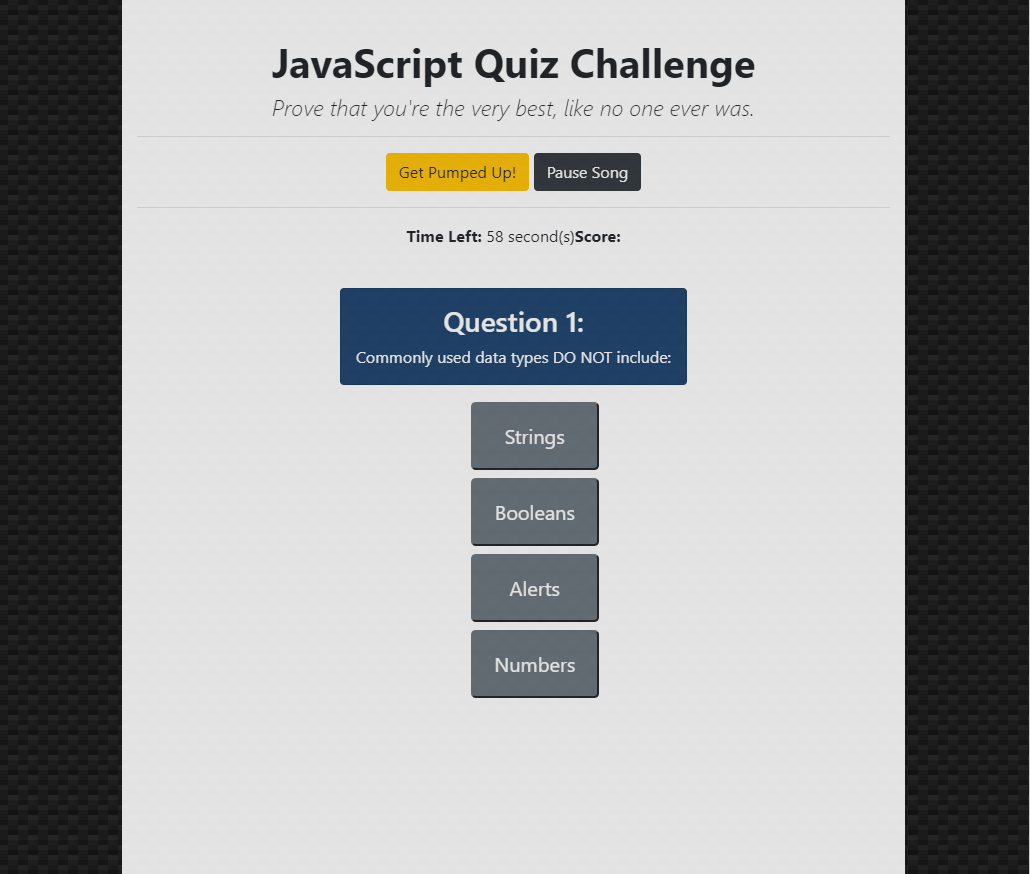 JavaScript Quiz Challenge
Prove that you're the very best, like no one ever was.
Get Pumped Up! Pause Song
Time Left: 58 second(s)Score:
Question 1:
Commonly used data types DO NOT include:
Strings
Booleans
Alerts
Numbers